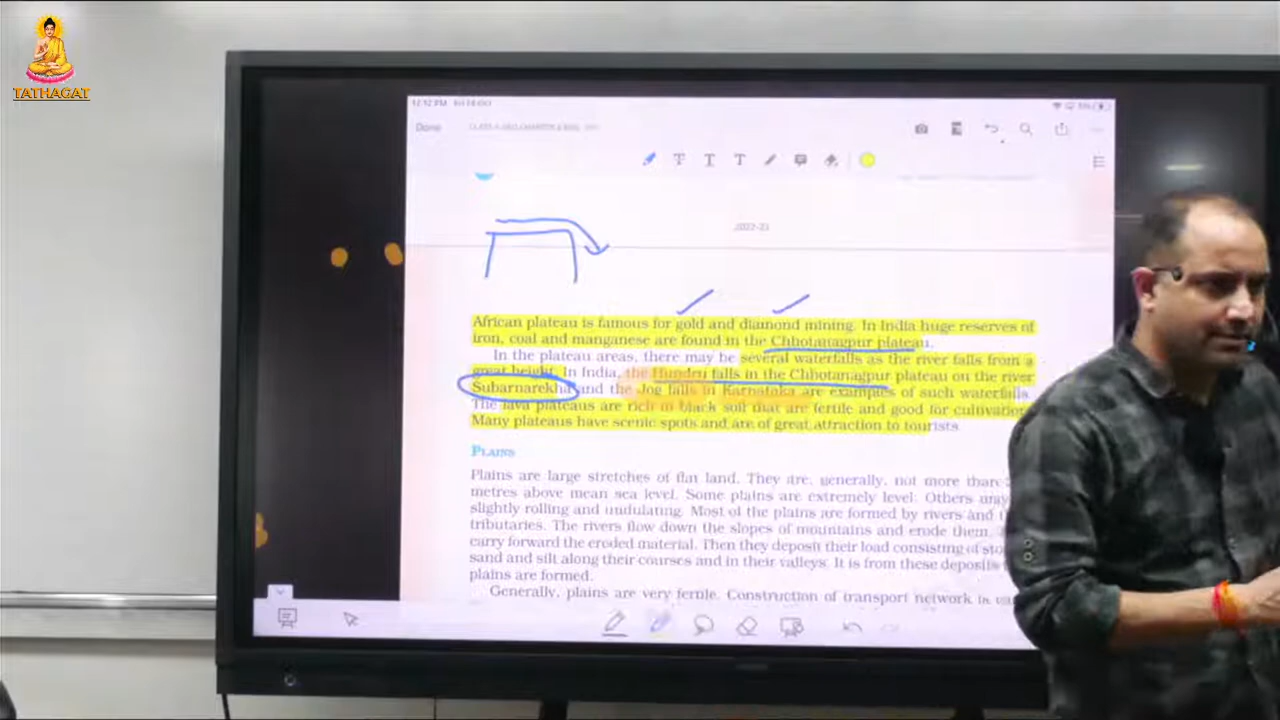 TATHAGAT
12:12 PM Fri 14 Oct
Done
2022-23
African plateau is famous for gold and diamond mining. In India huge reserves of
iron, coal and manganese are found in the Chhotanagpur plateau.
In the plateau areas, there may be several waterfalls as the river falls from a
great height. In India, the Hundru falls in the Chhotanagpur plateau on the river
Subarnarekha and the Jog falls in Karnataka are examples of such waterfalls.
The lava plateaus are rich in black soil that are fertile and good for cultivation.
Many plateaus have scenic spots and are of great attraction to tourists.
PLAINS
Plains are large stretches of flat land. They are, generally, not more than
metres above mean sea level. Some plains are extremely level. Others may
slightly rolling and undulating. Most of the plains are formed by rivers and
tributaries. The rivers flow down the slopes of mountains and erode them.
carry forward the eroded material. Then they deposit their load consisting of
sand and silt along their courses and in their valleys. It is from these deposits
plains are formed.
Generally, plains are very fertile. Construction of transport network is